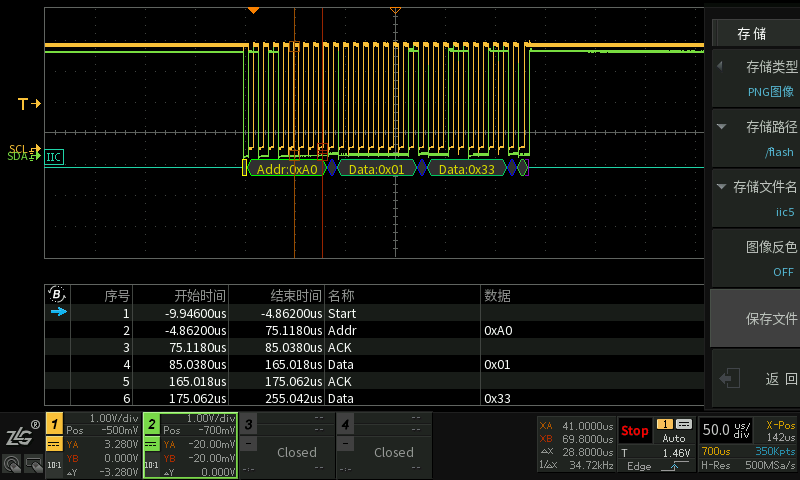 存 储
存储类型
PNG图像
存储路径
/flash
存储文件名
iic5
图像反色
OFF
保存文件
返 回
T
SCL
SDA
IIC
Addr:0xA0
Data:0x01
Data:0x33
B 序号 开始时间 结束时间 名称 数据
1 -9.94600us -4.86200us Start
2 -4.86200us 75.1180us Addr 0xA0
3 75.1180us 85.0380us ACK
4 85.0380us 165.018us Data 0x01
5 165.018us 175.062us ACK
6 175.062us 255.042us Data 0x33
ZLG®
1 1.00V/div
Pos -500mV
YA 3.280V
YB 0.000V
10:1 △Y -3.280V
2 1.00V/div
Pos -700mV
YA -20.00mV
YB -20.00mV
10:1 △Y 0.000V
3 --
--
Closed
-:- --
4 --
--
Closed
-:- --
XA 41.0000us
XB 69.8000us
△X 28.8000us
1/△X 34.72kHz
Stop 1
Auto
T 1.46V
Edge
50.0 us/div
X-Pos
142us
700us 350Kpts
H-Res 500MSa/s